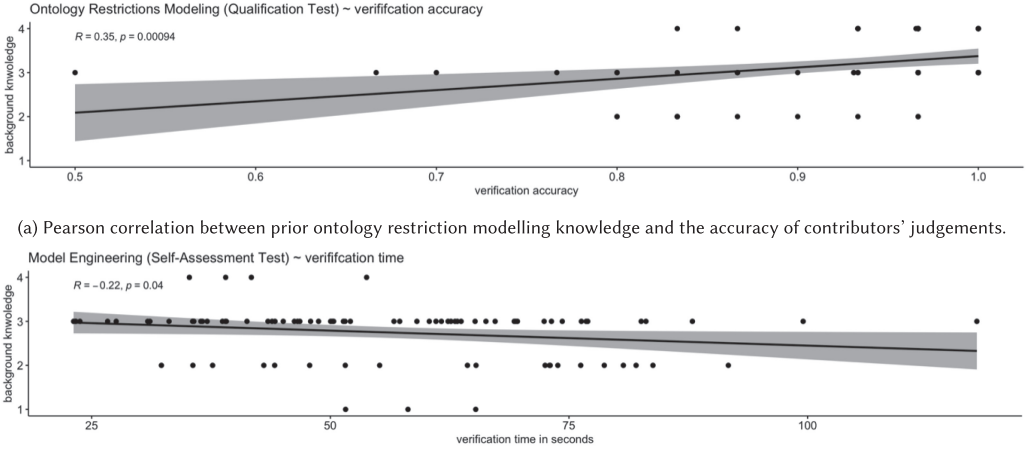 Ontology Restrictions Modeling (Qualification Test) ~ verififcation accuracy
R = 0.35, p = 0.00094
background knwoledge
4
3
2
1
0.5 0.6 0.7 0.8 0.9 1.0
verification accuracy
(a) Pearson correlation between prior ontology restriction modelling knowledge and the accuracy of contributors' judgements.
Model Engineering (Self-Assessment Test) ~ verififcation time
R = −0.22, p = 0.04
background knwoledge
4
3
2
1
25 50 75 100
verification time in seconds